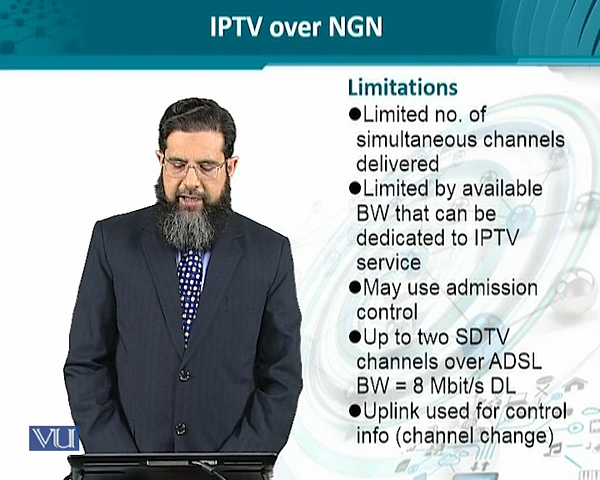 IPTV over NGN
Limitations
●Limited no. of
simultaneous channels
delivered
●Limited by available
BW that can be
dedicated to IPTV
service
●May use admission
control
●Up to two SDTV
channels over ADSL
BW = 8 Mbit/s DL
●Uplink used for control
info (channel change)
VU